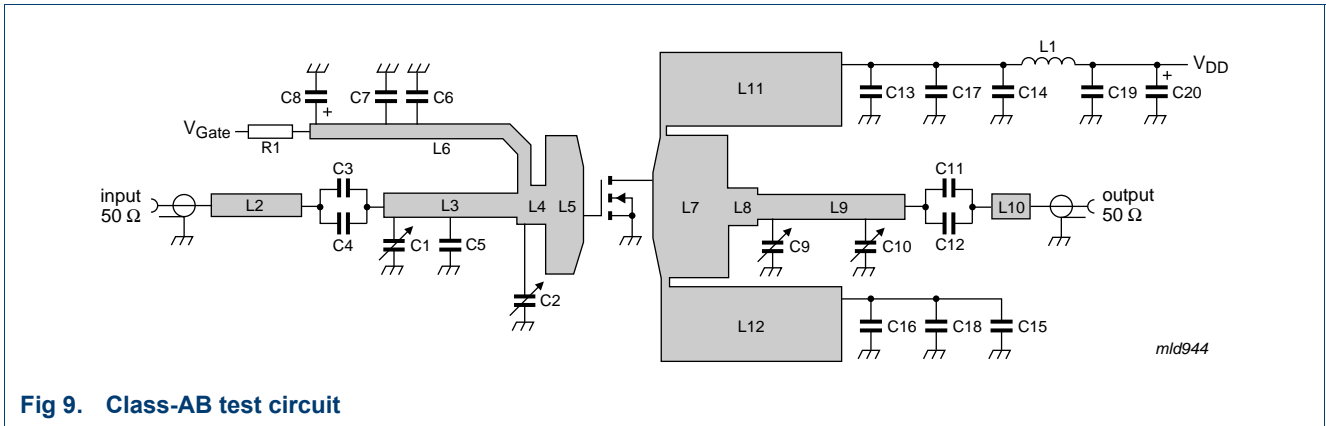 L1
V_DD
C13
C17
C14
C19
C20
+
L11
C8
C7
C6
+
V_Gate
R1
L6
C3
C11
input
50 Ω
L2
L3
L4
L5
L7
L8
L9
L10
output
50 Ω
C4
C1
C5
C9
C10
C12
C2
L12
C16
C18
C15
mld944
Fig 9. Class-AB test circuit